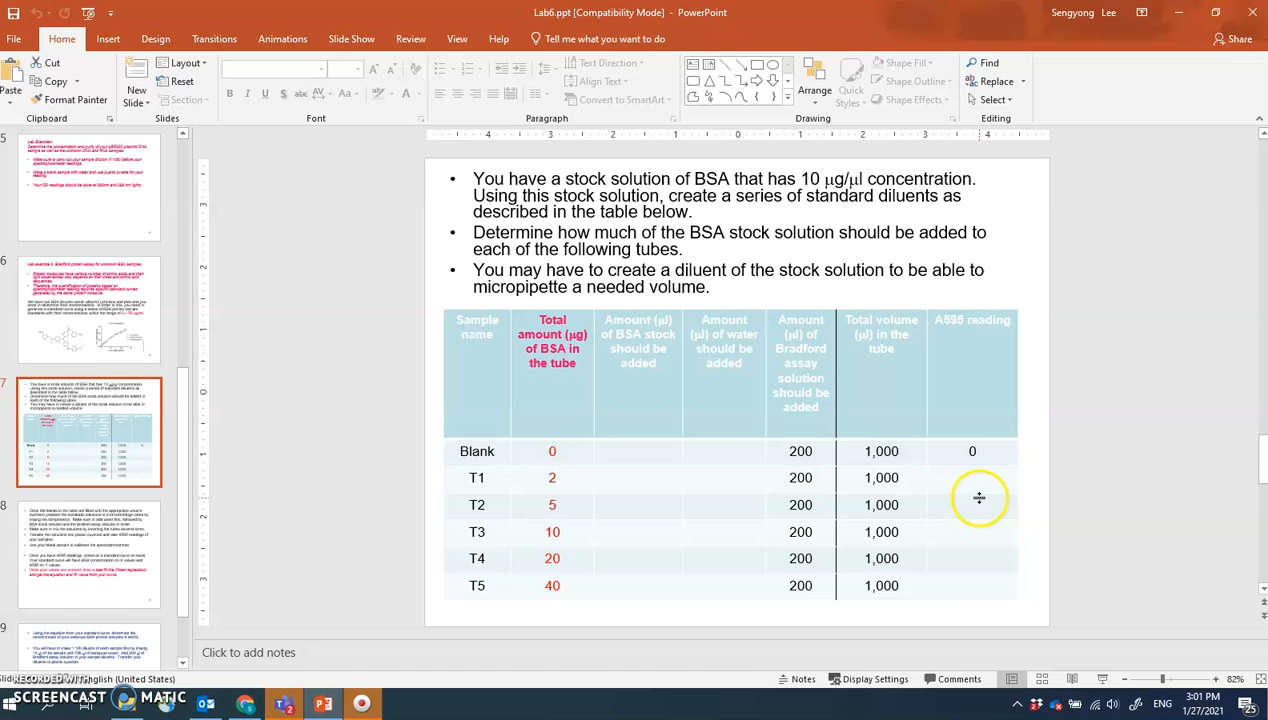 lab6.pptx - PowerPoint
Sengyong Lee
File Home Insert Design Transitions Animations Slide Show Review View Help Tell me what you want to do Share
Paste
Cut
Copy
Format Painter
Clipboard
New Slide
Layout
Reset
Section
Slides
Font
Text Direction
Align Text
Convert to SmartArt
Paragraph
Arrange
Quick Styles
Shape Fill
Shape Outline
Shape Effects
Drawing
Find
Replace
Select
Editing
5
6
7
8
9
• You have a stock solution of BSA that has 10 μg/μl concentration.
Using this stock solution, create a series of standard diluents as
described in the table below.
• Determine how much of the BSA stock solution should be added to
each of the following tubes.
• You may have to create a diluent of the stock solution to be able to
micropipette a needed volume.
Sample name
Total amount (μg) of BSA in the tube
Amount (μl) of BSA stock should be added
Amount (μl) of water should be added
Amount (μl) of Bradford assay solution should be added
Total volume (μl) in the tube
A595 reading
Blank 0 200 1,000 0
T1 2 200 1,000
T2 5 200 1,000
T3 10 200 1,000
T4 20 200 1,000
T5 40 200 1,000
Click to add notes
English (United States)
Notes Display Settings Comments 82%
RECORDED WITH
SCREENCAST MATIC
ENG
3:01 PM
1/27/2021
25